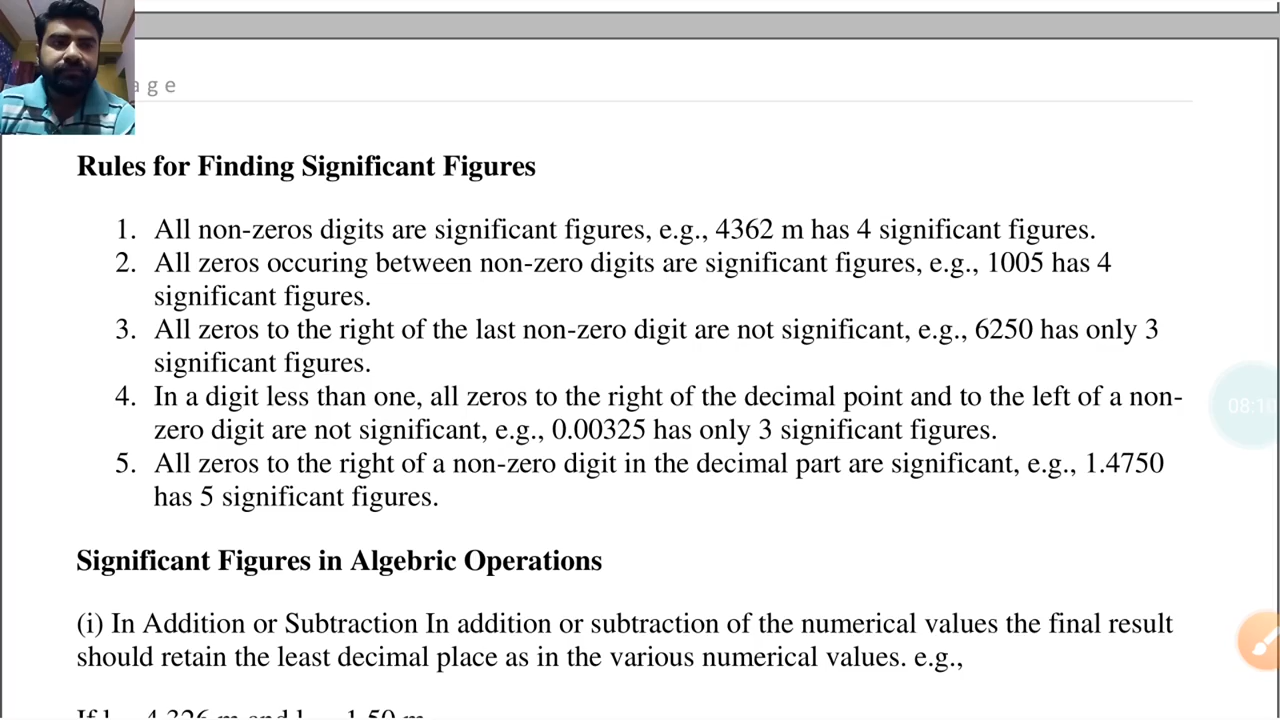 age
Rules for Finding Significant Figures
1. All non-zeros digits are significant figures, e.g., 4362 m has 4 significant figures.
2. All zeros occuring between non-zero digits are significant figures, e.g., 1005 has 4
significant figures.
3. All zeros to the right of the last non-zero digit are not significant, e.g., 6250 has only 3
significant figures.
4. In a digit less than one, all zeros to the right of the decimal point and to the left of a non-
zero digit are not significant, e.g., 0.00325 has only 3 significant figures.
08:10
5. All zeros to the right of a non-zero digit in the decimal part are significant, e.g., 1.4750
has 5 significant figures.
Significant Figures in Algebric Operations
(i) In Addition or Subtraction In addition or subtraction of the numerical values the final result
should retain the least decimal place as in the various numerical values. e.g.,